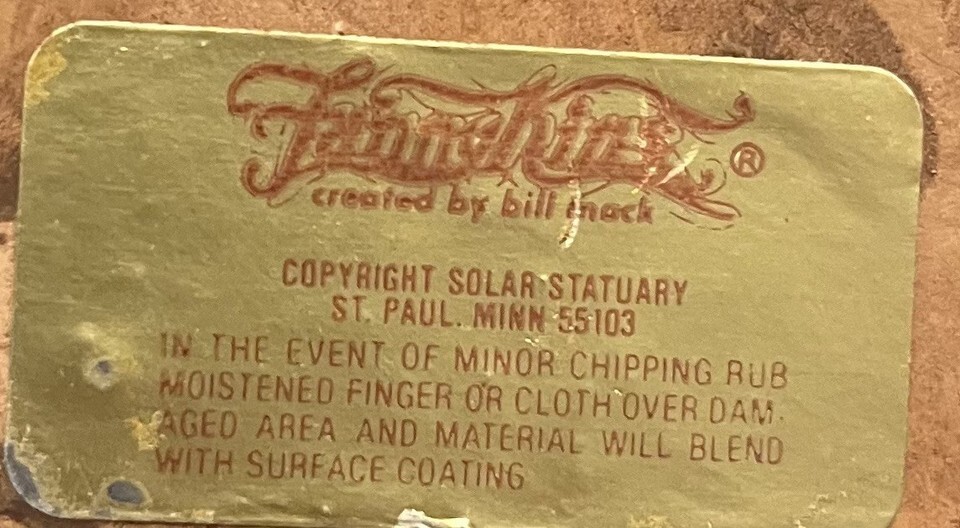 ®
created by bill mack
COPYRIGHT SOLAR STATUARY
ST. PAUL. MINN 55103
IN THE EVENT OF MINOR CHIPPING RUB
MOISTENED FINGER OR CLOTH OVER DAM-
AGED AREA AND MATERIAL WILL BLEND
WITH SURFACE COATING